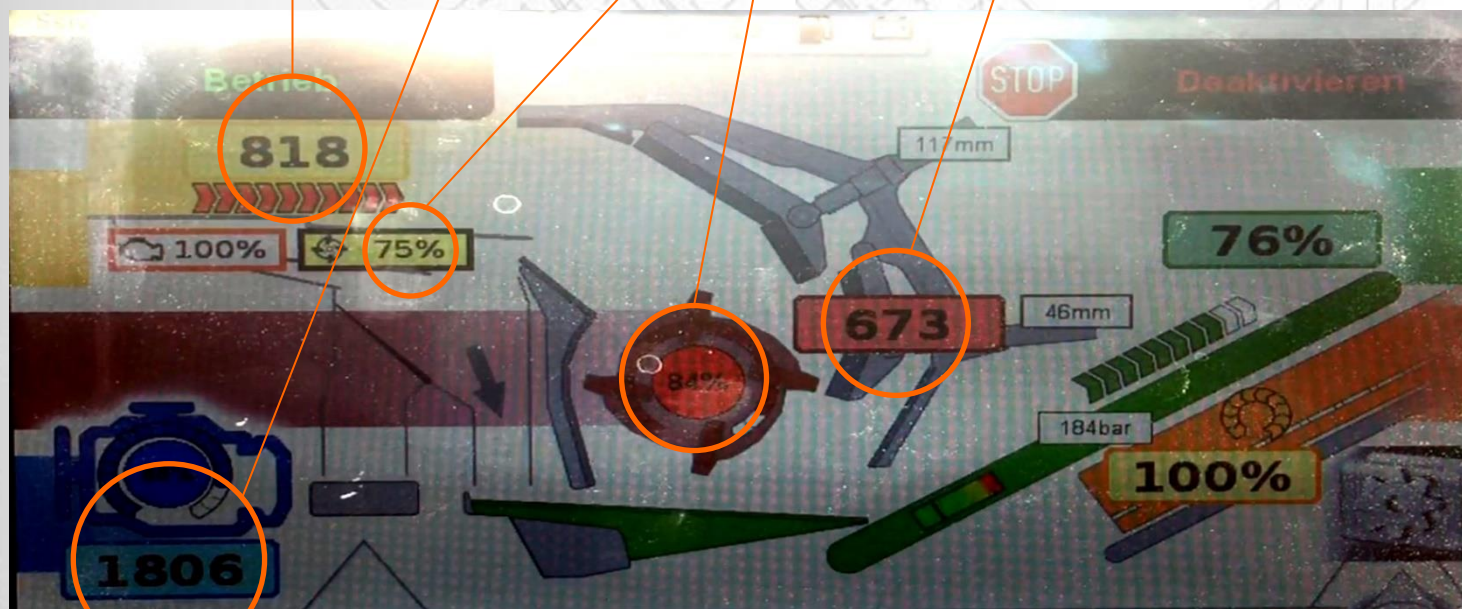 Betrieb
STOP
Deaktivieren
818
117mm
100%
75%
76%
673
46mm
84%
184bar
100%
1806